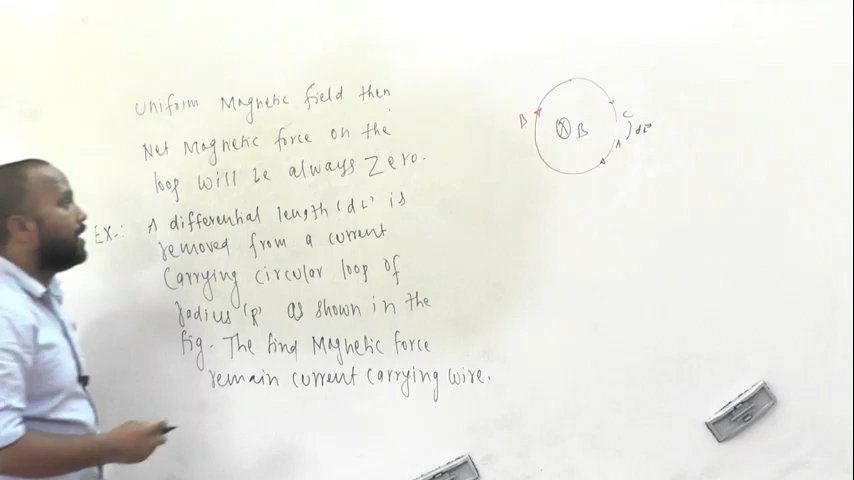 Uniform Magnetic field then
Net Magnetic force on the
loop will be always Zero.
EX-: A differential length 'dL' is
removed from a current
Carrying circular loop of
radius 'R' as shown in the
fig. The find Magnetic force
remain current carrying wire.
B
B
C
A